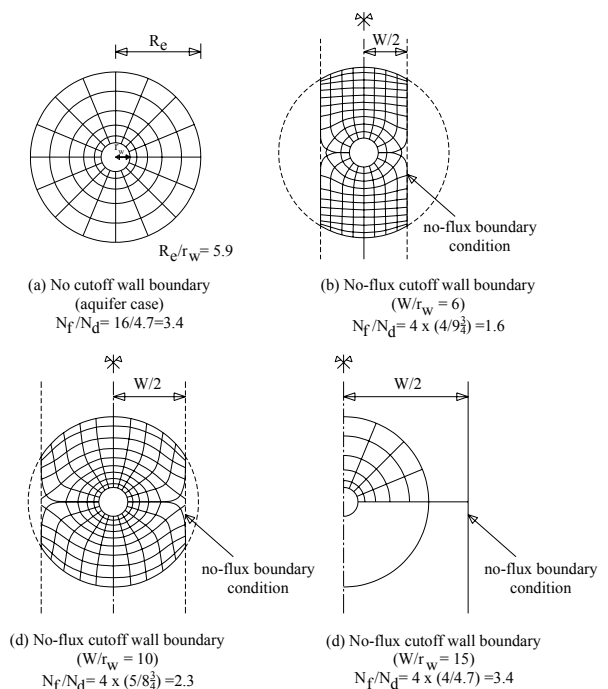 R_e
r_w
R_e/r_w= 5.9
(a) No cutoff wall boundary
(aquifer case)
N_f/N_d= 16/4.7=3.4
W/2
no-flux boundary
condition
(b) No-flux cutoff wall boundary
(W/r_w = 6)
N_f/N_d= 4 x (4/9¾) =1.6
W/2
no-flux boundary
condition
(d) No-flux cutoff wall boundary
(W/r_w = 10)
N_f/N_d= 4 x (5/8¾) =2.3
W/2
no-flux boundary
condition
(d) No-flux cutoff wall boundary
(W/r_w = 15)
N_f/N_d= 4 x (4/4.7) =3.4